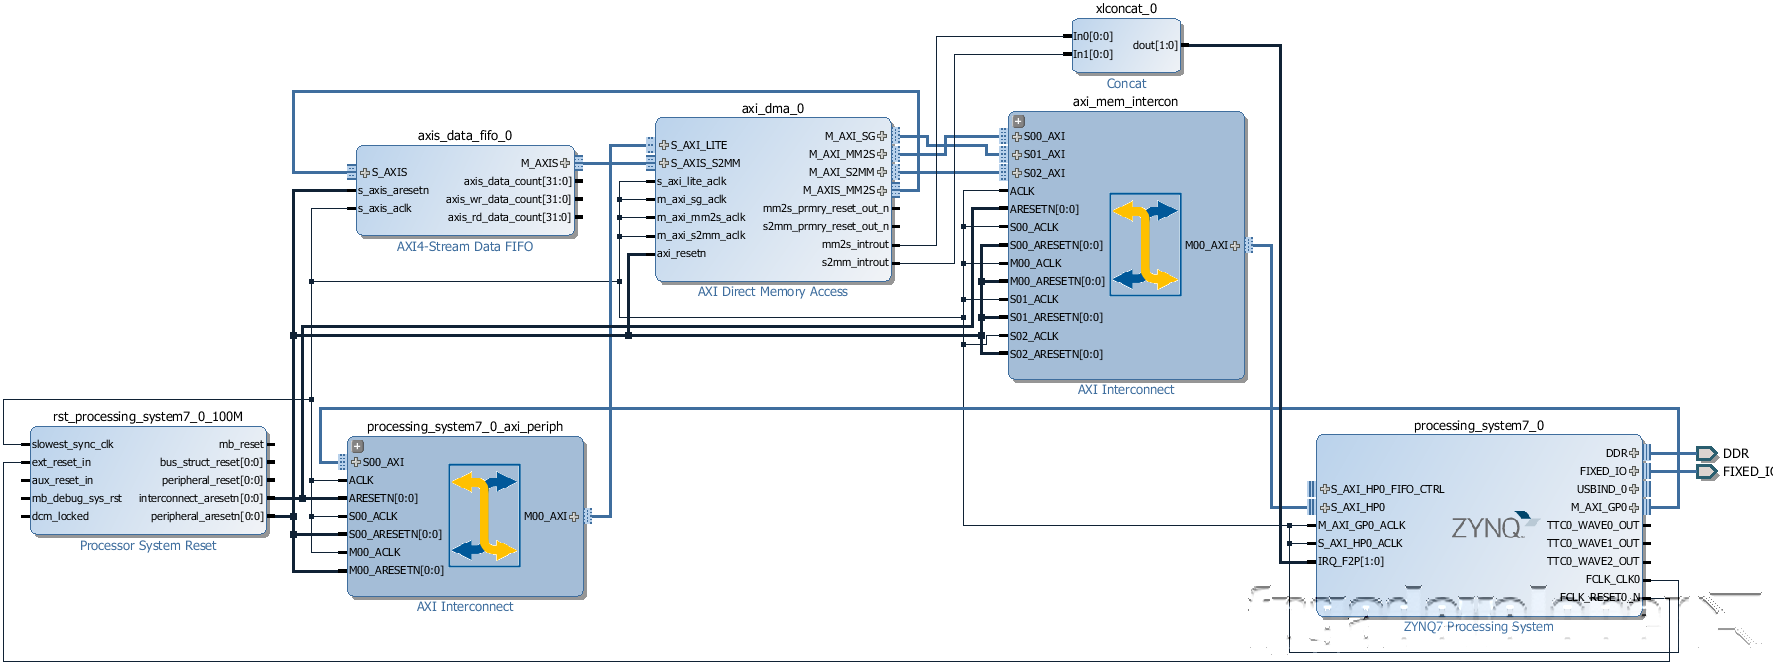 xlconcat_0
In0[0:0]
In1[0:0]
dout[1:0]
Concat
axis_data_fifo_0
S_AXIS
s_axis_aresetn
s_axis_aclk
M_AXIS
axis_data_count[31:0]
axis_wr_data_count[31:0]
axis_rd_data_count[31:0]
AXI4-Stream Data FIFO
axi_dma_0
S_AXI_LITE
S_AXIS_S2MM
s_axi_lite_aclk
m_axi_sg_aclk
m_axi_mm2s_aclk
m_axi_s2mm_aclk
axi_resetn
M_AXI_SG
M_AXI_MM2S
M_AXI_S2MM
M_AXIS_MM2S
mm2s_prmry_reset_out_n
s2mm_prmry_reset_out_n
mm2s_introut
s2mm_introut
AXI Direct Memory Access
axi_mem_intercon
S00_AXI
S01_AXI
S02_AXI
ACLK
ARESETN[0:0]
S00_ACLK
S00_ARESETN[0:0]
M00_ACLK
M00_ARESETN[0:0]
S01_ACLK
S01_ARESETN[0:0]
S02_ACLK
S02_ARESETN[0:0]
M00_AXI
AXI Interconnect
rst_processing_system7_0_100M
slowest_sync_clk
ext_reset_in
aux_reset_in
mb_debug_sys_rst
dcm_locked
mb_reset
bus_struct_reset[0:0]
peripheral_reset[0:0]
interconnect_aresetn[0:0]
peripheral_aresetn[0:0]
Processor System Reset
processing_system7_0_axi_periph
S00_AXI
ACLK
ARESETN[0:0]
S00_ACLK
S00_ARESETN[0:0]
M00_ACLK
M00_ARESETN[0:0]
M00_AXI
AXI Interconnect
processing_system7_0
S_AXI_HP0_FIFO_CTRL
S_AXI_HP0
M_AXI_GP0_ACLK
S_AXI_HP0_ACLK
IRQ_F2P[1:0]
ZYNQ
DDR
FIXED_IO
USBIND_0
M_AXI_GP0
TTC0_WAVE0_OUT
TTC0_WAVE1_OUT
TTC0_WAVE2_OUT
FCLK_CLK0
FCLK_RESET0_N
ZYNQ7 Processing System
DDR